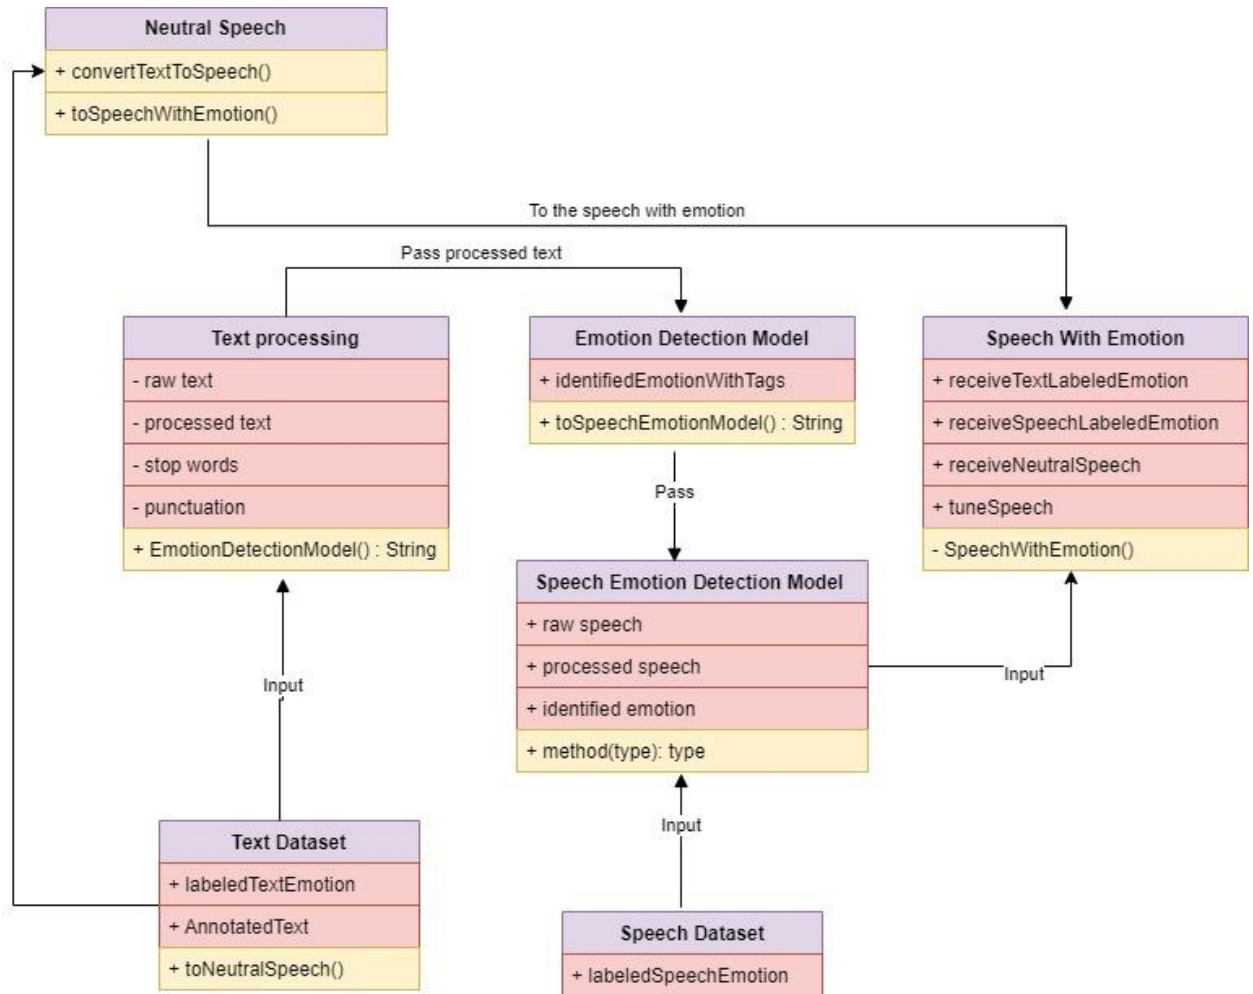 Neutral Speech
+ convertTextToSpeech()
+ toSpeechWithEmotion()
To the speech with emotion
Pass processed text
Text processing
- raw text
- processed text
- stop words
- punctuation
+ EmotionDetectionModel() : String
Emotion Detection Model
+ identifiedEmotionWithTags
+ toSpeechEmotionModel() : String
Speech With Emotion
+ receiveTextLabeledEmotion
+ receiveSpeechLabeledEmotion
+ receiveNeutralSpeech
+ tuneSpeech
- SpeechWithEmotion()
Pass
Speech Emotion Detection Model
+ raw speech
+ processed speech
+ identified emotion
+ method(type): type
Input
Input
Input
Text Dataset
+ labeledTextEmotion
+ AnnotatedText
+ toNeutralSpeech()
Speech Dataset
+ labeledSpeechEmotion